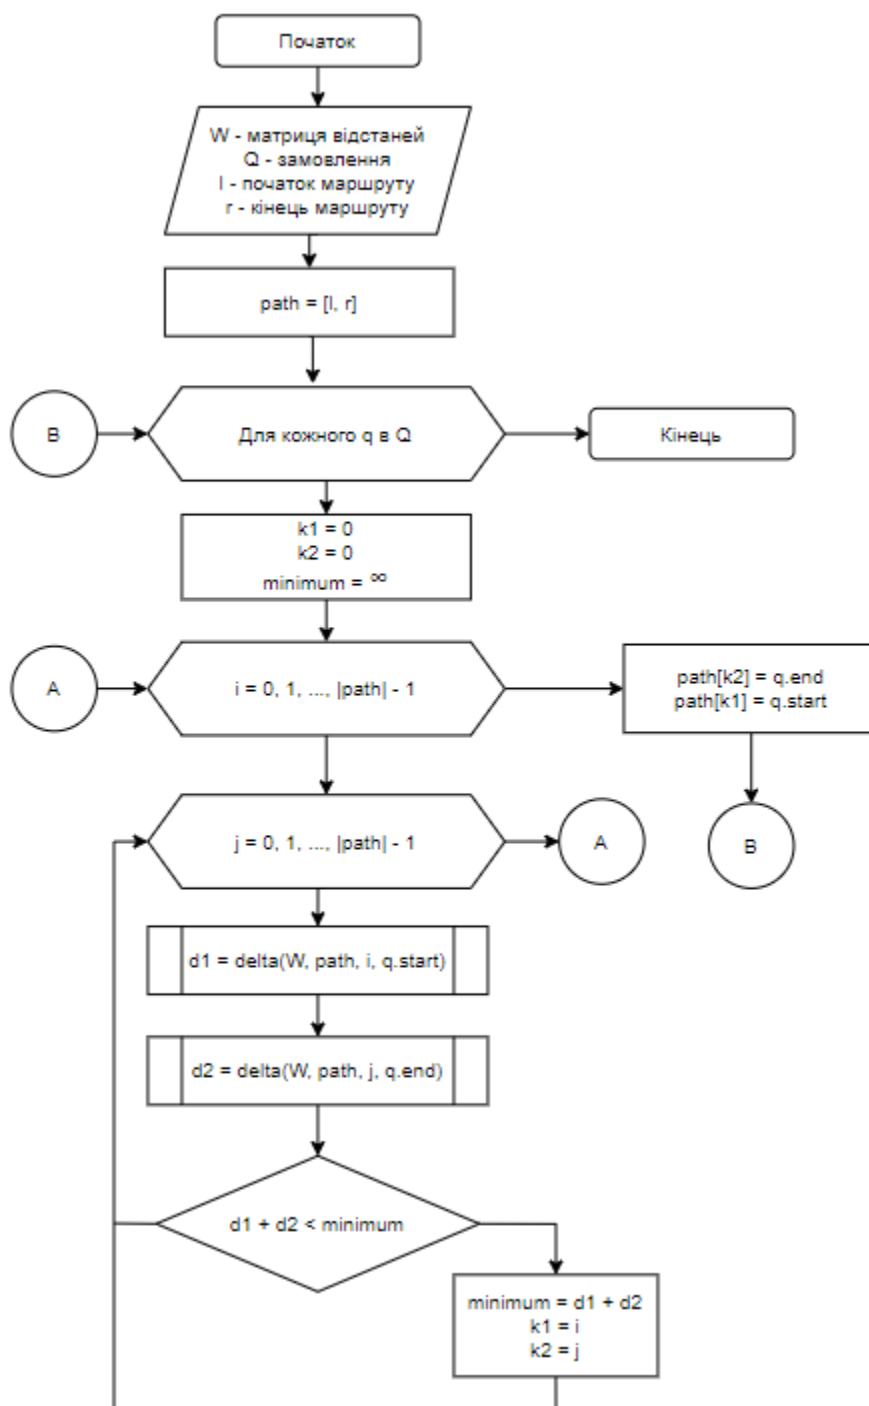 Початок
W - матриця відстаней
Q - замовлення
l - початок маршруту
r - кінець маршруту
path = [l, r]
B
Для кожного q в Q
Кінець
k1 = 0
k2 = 0
minimum = ∞
A
i = 0, 1, ..., |path| - 1
path[k2] = q.end
path[k1] = q.start
j = 0, 1, ..., |path| - 1
A
B
d1 = delta(W, path, i, q.start)
d2 = delta(W, path, j, q.end)
d1 + d2 < minimum
minimum = d1 + d2
k1 = i
k2 = j